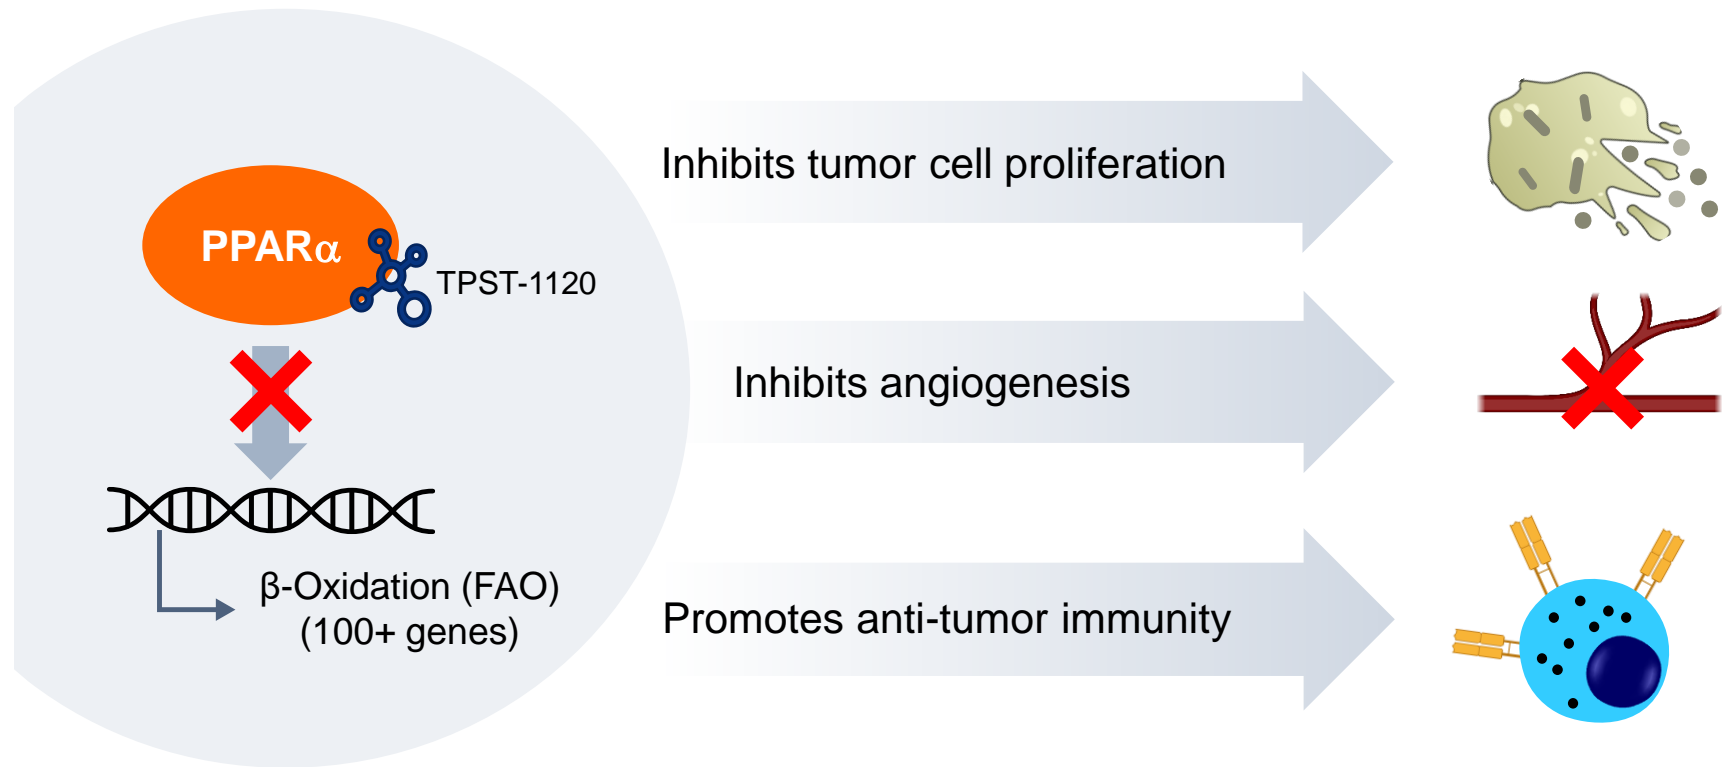 PPARα
TPST-1120
β-Oxidation (FAO)
(100+ genes)
Inhibits tumor cell proliferation
Inhibits angiogenesis
Promotes anti-tumor immunity